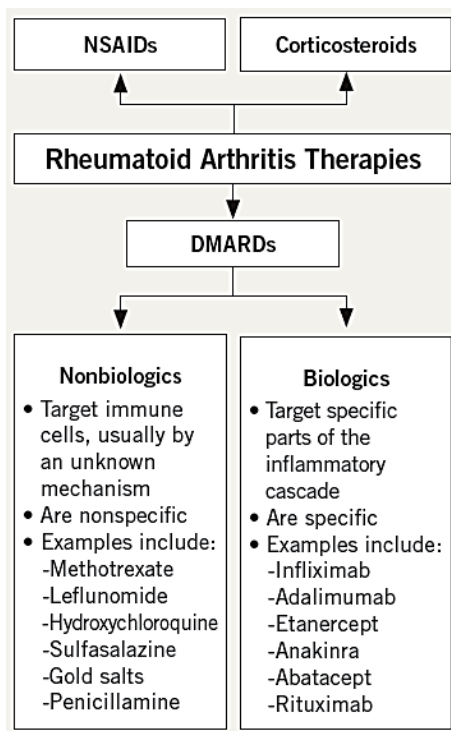 NSAIDs
Corticosteroids
Rheumatoid Arthritis Therapies
DMARDs
Nonbiologics
• Target immune
cells, usually by
an unknown
mechanism
• Are nonspecific
• Examples include:
-Methotrexate
-Leflunomide
-Hydroxychloroquine
-Sulfasalazine
-Gold salts
-Penicillamine
Biologics
• Target specific
parts of the
inflammatory
cascade
• Are specific
• Examples include:
-Infliximab
-Adalimumab
-Etanercept
-Anakinra
-Abatacept
-Rituximab